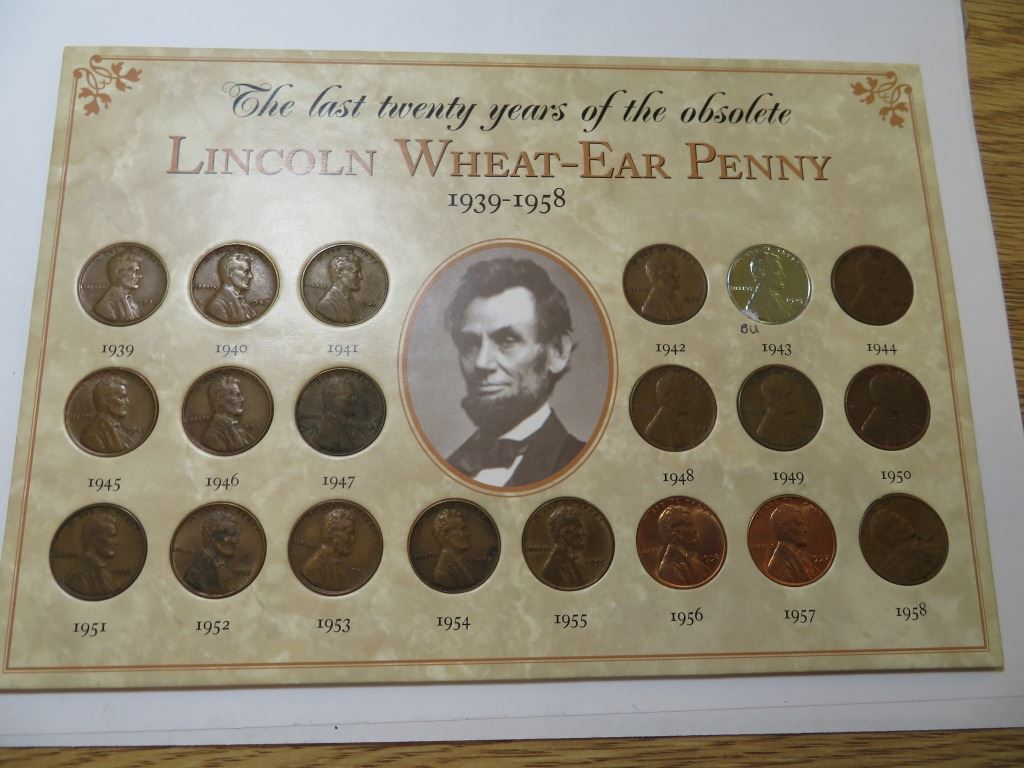 The last twenty years of the obsolete
LINCOLN WHEAT-EAR PENNY
1939-1958
1939 1940 1941 1942 1943 1944
BU
1945 1946 1947 1948 1949 1950
1951 1952 1953 1954 1955 1956 1957 1958